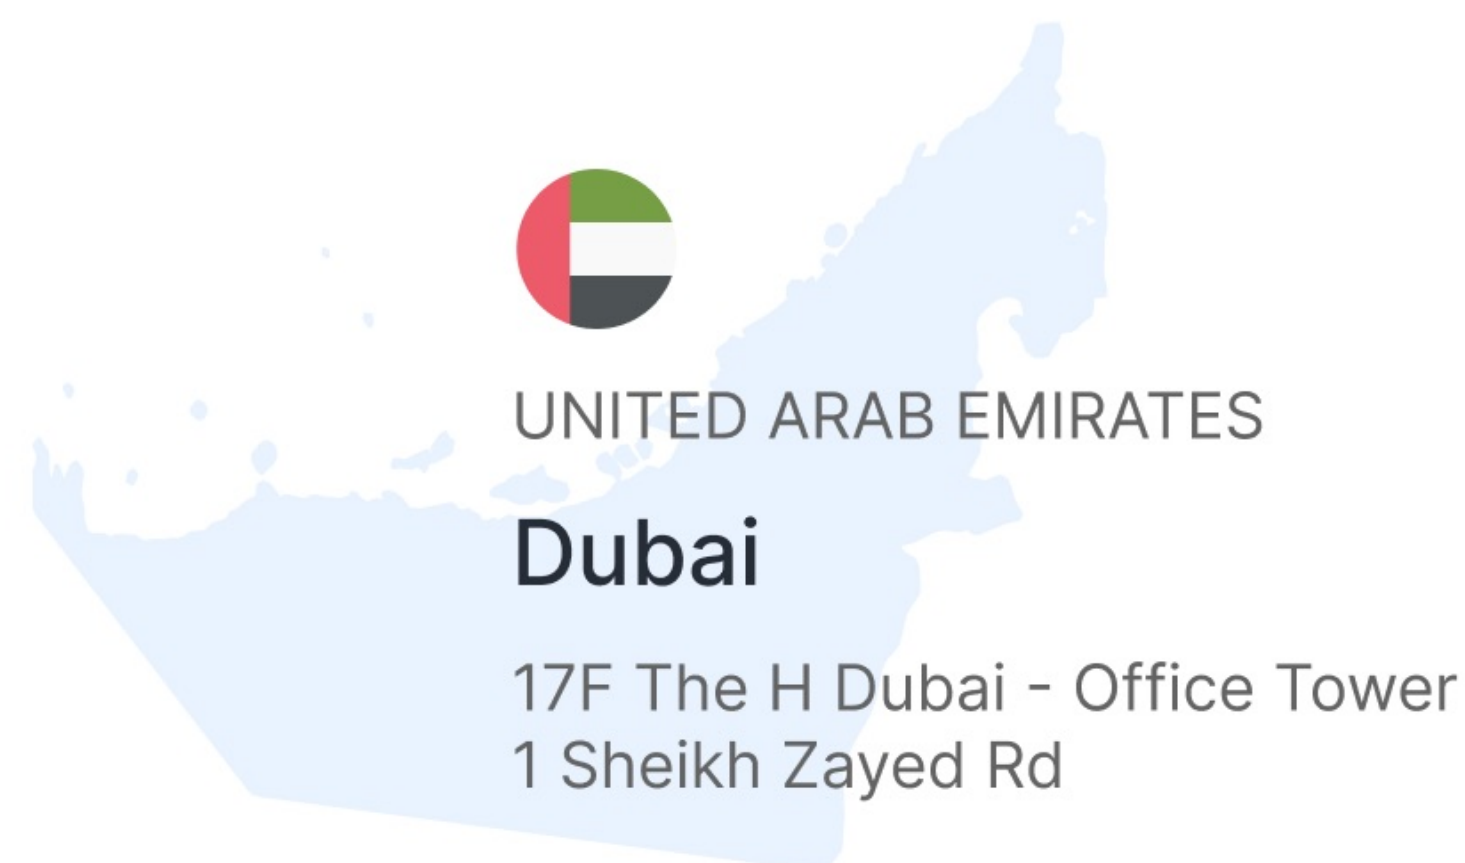 UNITED ARAB EMIRATES
Dubai
17F The H Dubai - Office Tower
1 Sheikh Zayed Rd